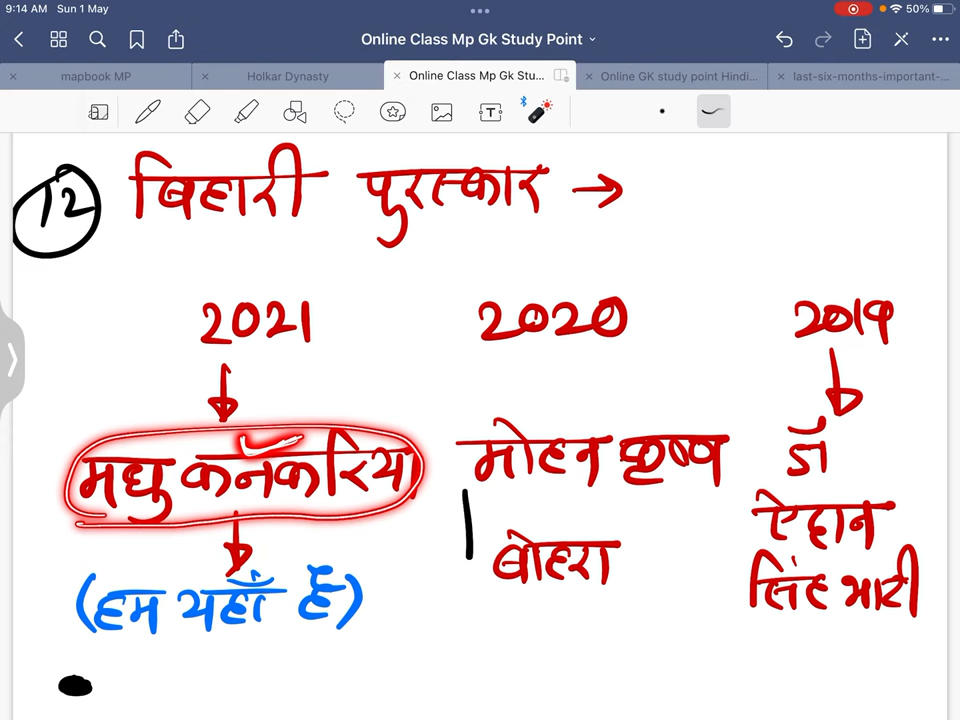 9:14 AM Sun 1 May
50%
Online Class Mp Gk Study Point
mapbook MP
Holkar Dynasty
Online Class Mp Gk Stu...
Online GK study point Hindi...
last-six-months-important-...
12 बिहारी पुरस्कार →
2021 2020 2019
मधु कनॅकरिया मोहन कृष्ण डॉ
बोहरा ऐहान
(हम यहाँ है) सिंह भाटी